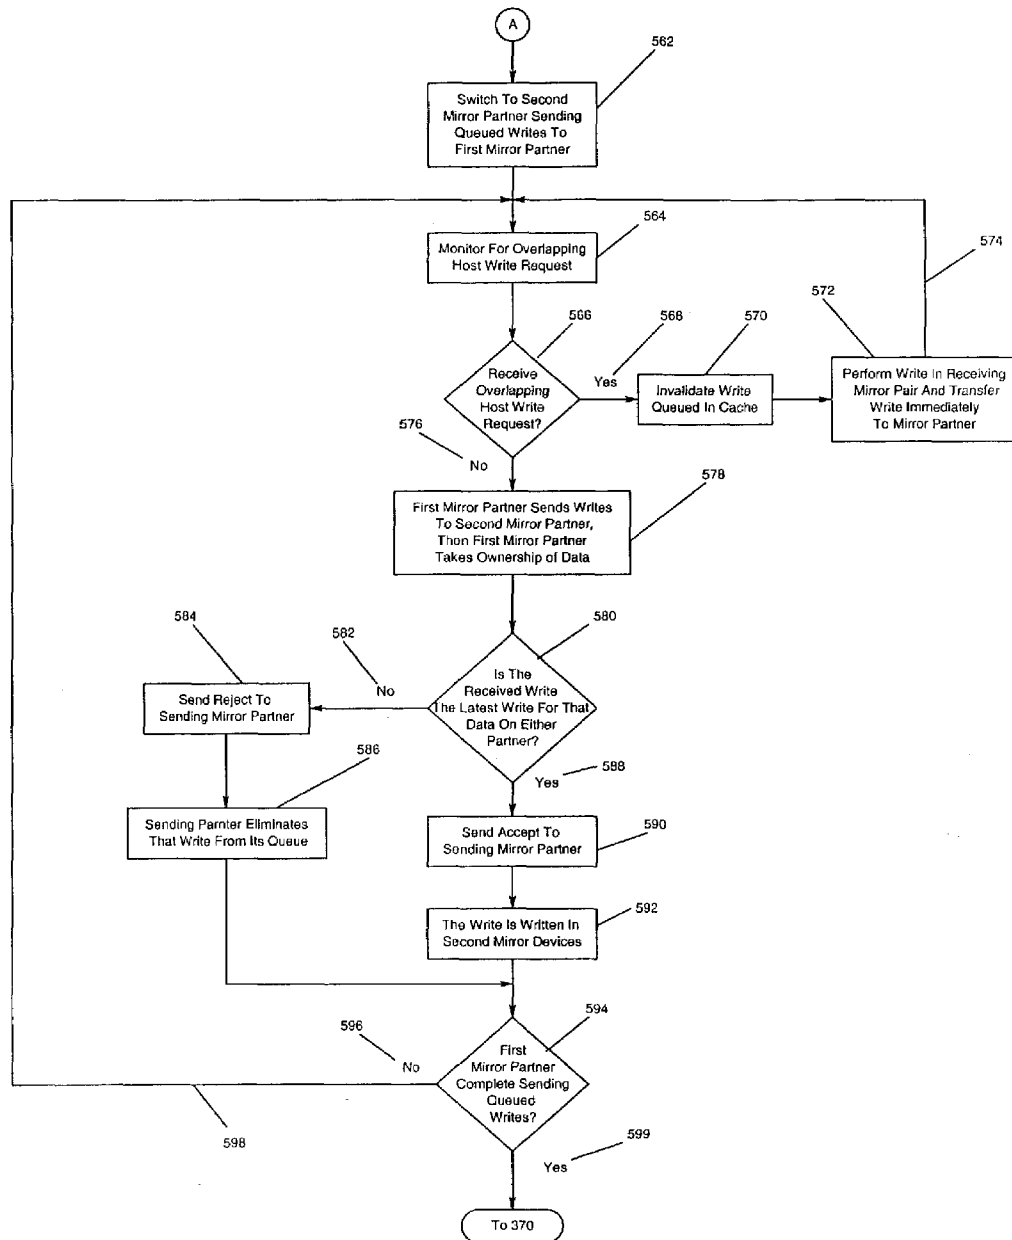 A
562
Switch To Second
Mirror Partner Sending
Queued Writes To
First Mirror Partner
564
Monitor For Overlapping
Host Write Request
574
572
566
568
570
Receive
Overlapping
Host Write
Request?
Yes
Invalidate Write
Queued In Cache
Perform Write In Receiving
Mirror Pair And Transfer
Write Immediately
To Mirror Partner
576
No
578
First Mirror Partner Sends Writes
To Second Mirror Partner,
Then First Mirror Partner
Takes Ownership of Data
584
582
580
Is The
Received Write
The Latest Write For That
Data On Either
Partner?
No
Send Reject To
Sending Mirror Partner
586
Yes
588
Sending Parnter Eliminates
That Write From Its Queue
Send Accept To
Sending Mirror Partner
590
592
The Write Is Written In
Second Mirror Devices
596
594
No
First
Mirror Partner
Complete Sending
Queued
Writes?
598
599
Yes
To 370